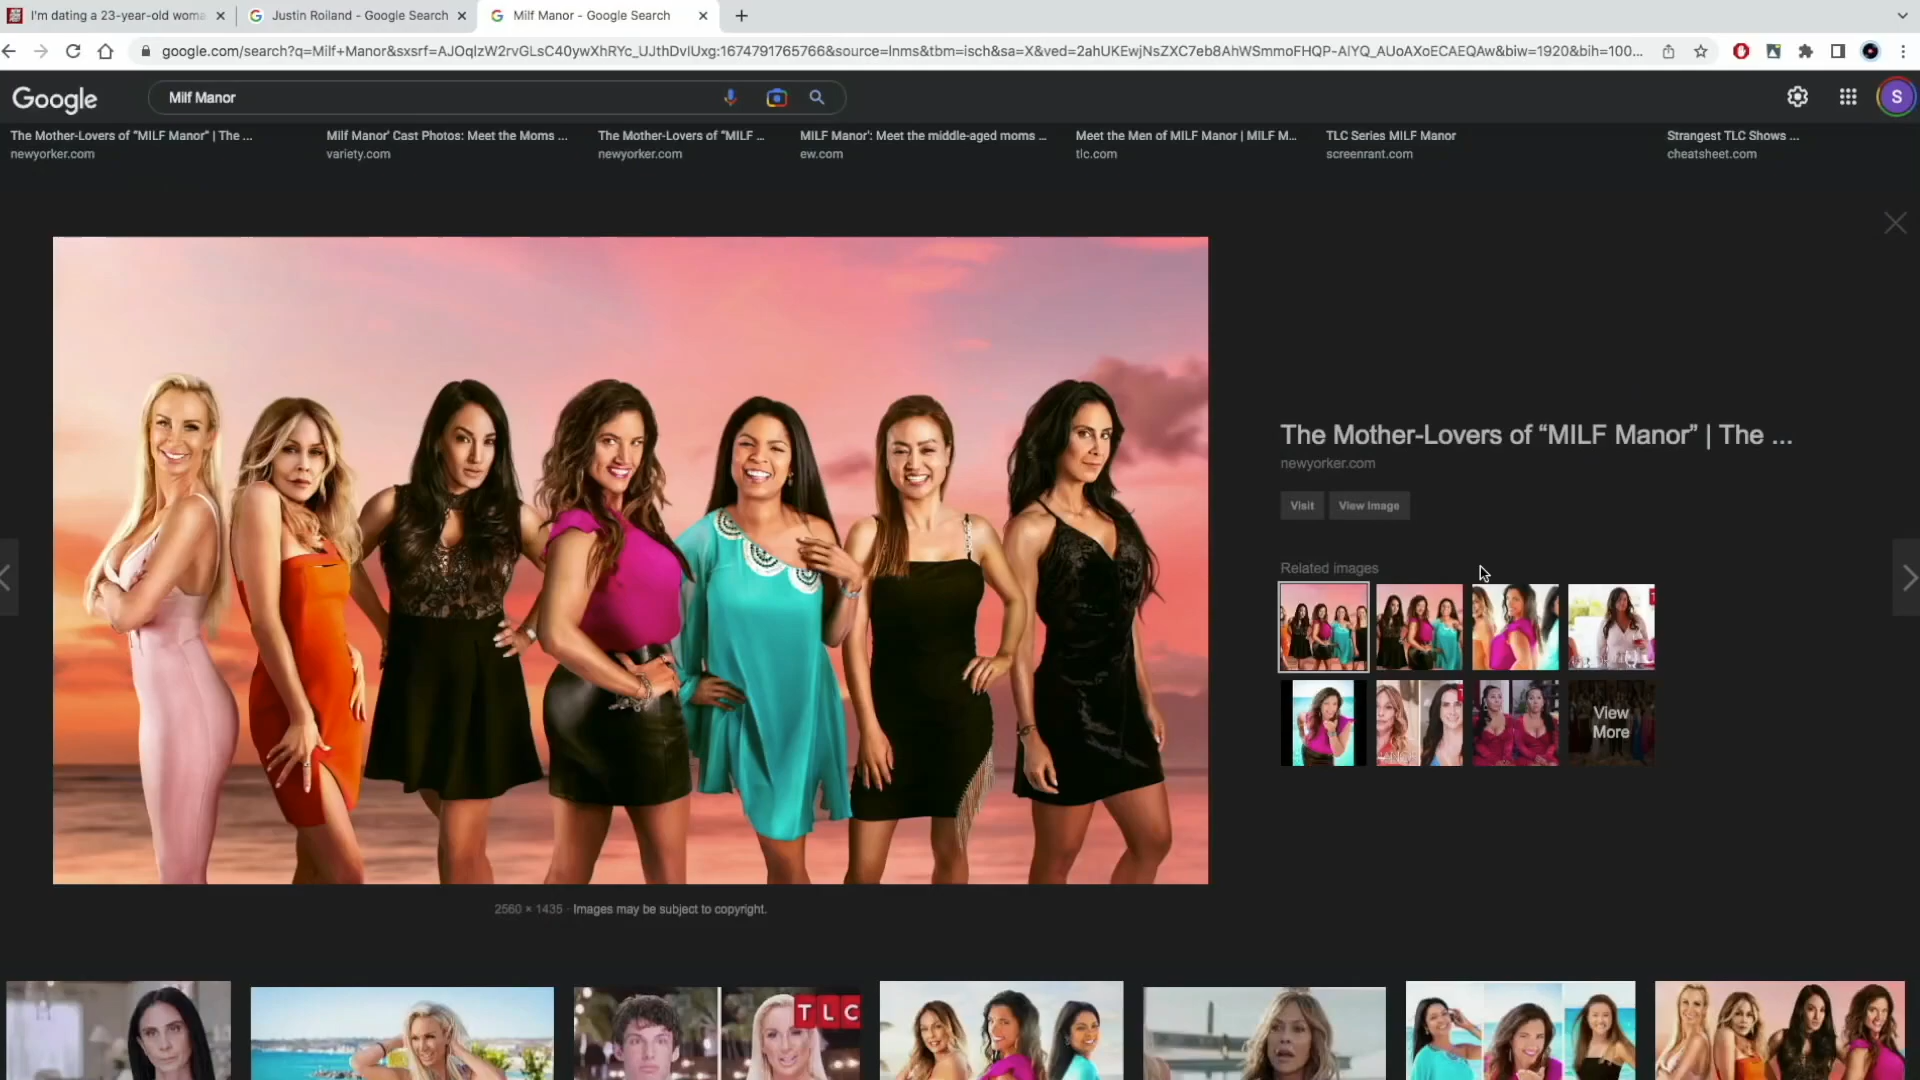 I'm dating a 23-year-old woma
Justin Roiland - Google Search
Milf Manor - Google Search
google.com/search?q=Milf+Manor&sxsrf=AJOqlzW2rvGLsC40ywXhRYc_UJthDvlUxg:1674791765766&source=lnms&tbm=isch&sa=X&ved=2ahUKEwjNsZXC7eb8AhWSmmoFHQP-AIYQ_AUoAXoECAEQAw&biw=1920&bih=100...
Google
Milf Manor
S
The Mother-Lovers of “MILF Manor” | The ...
newyorker.com
Milf Manor' Cast Photos: Meet the Moms ...
variety.com
The Mother-Lovers of “MILF ...
newyorker.com
MILF Manor': Meet the middle-aged moms ...
ew.com
Meet the Men of MILF Manor | MILF M...
tlc.com
TLC Series MILF Manor
screenrant.com
Strangest TLC Shows ...
cheatsheet.com
The Mother-Lovers of “MILF Manor” | The ...
newyorker.com
Visit
View Image
Related images
View
More
2560 × 1435 · Images may be subject to copyright.
TLC